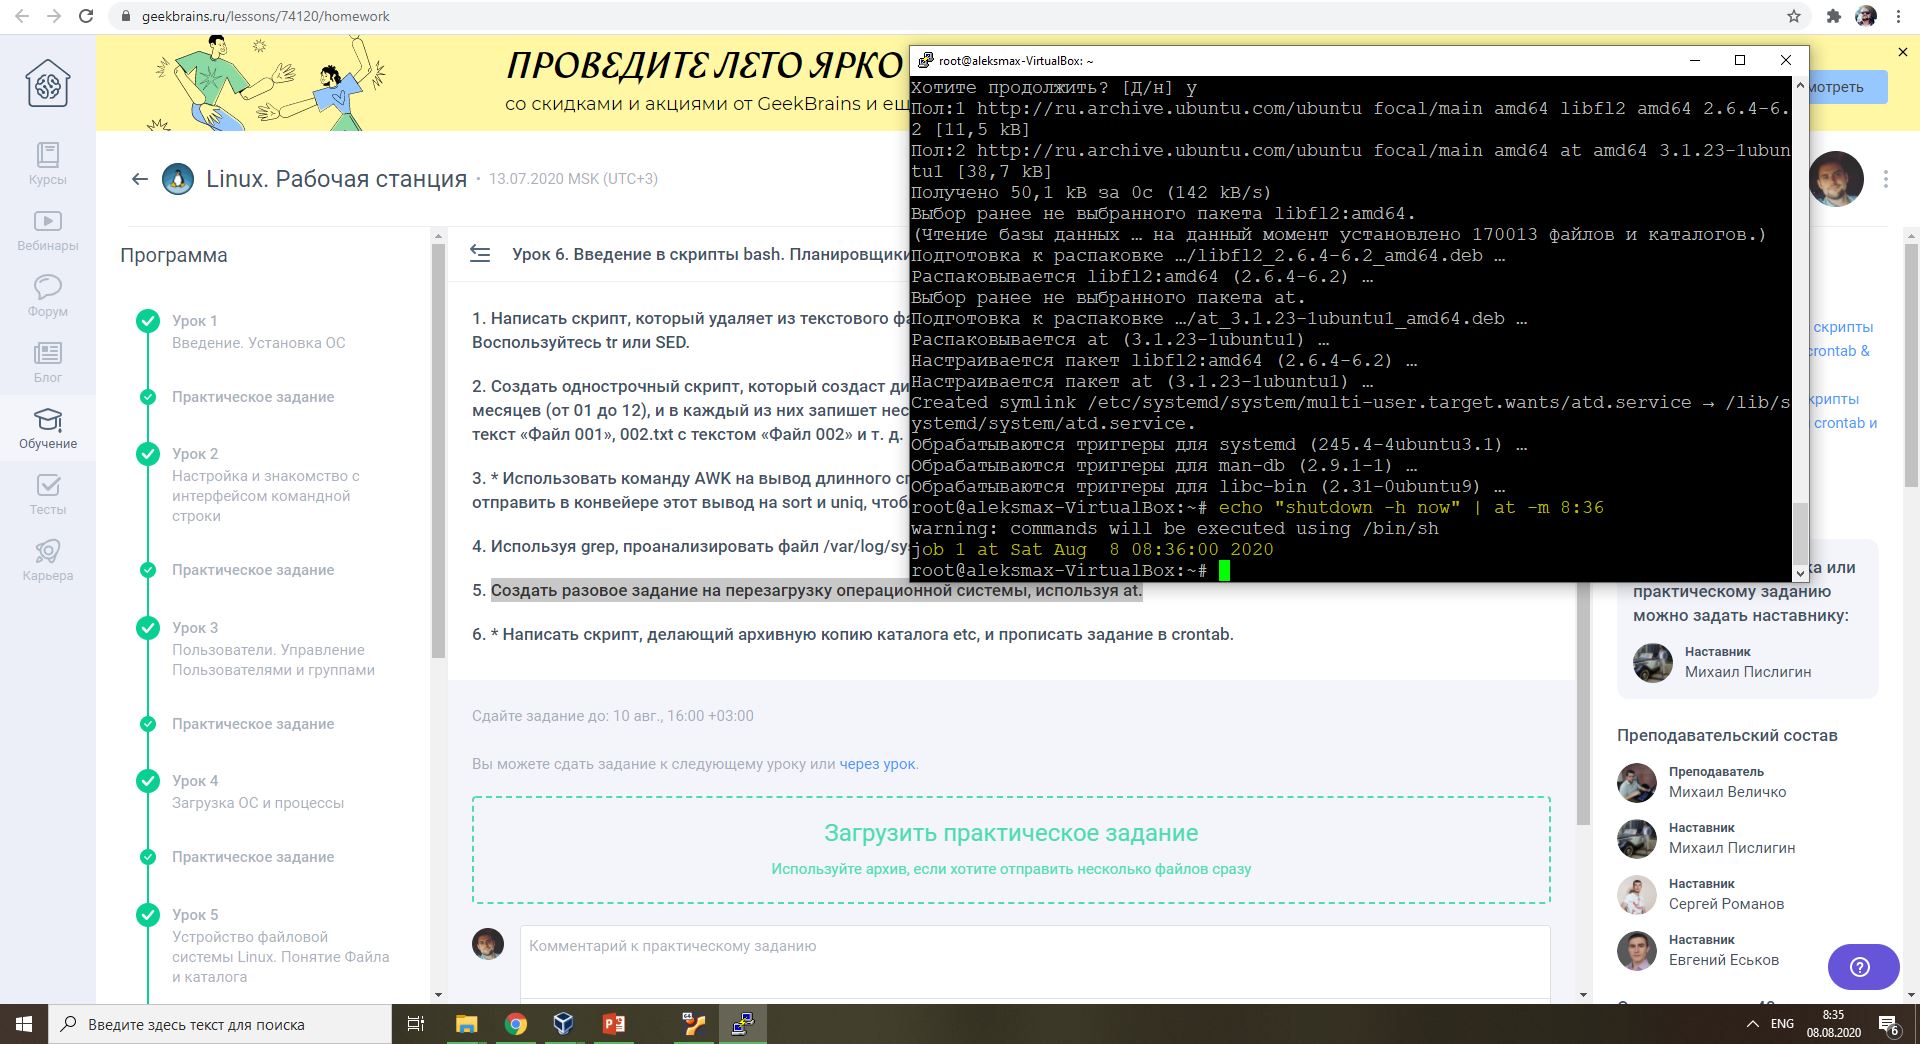 geekbrains.ru/lessons/74120/homework
ПРОВЕДИТЕ ЛЕТО ЯРКО
со скидками и акциями от GeekBrains и ещ
мотреть
Курсы
Вебинары
Форум
Блог
Обучение
Тесты
Карьера
Linux. Рабочая станция • 13.07.2020 MSK (UTC+3)
Программа
Урок 1
Введение. Установка ОС
Практическое задание
Урок 2
Настройка и знакомство с
интерфейсом командной
строки
Практическое задание
Урок 3
Пользователи. Управление
Пользователями и группами
Практическое задание
Урок 4
Загрузка ОС и процессы
Практическое задание
Урок 5
Устройство файловой
системы Linux. Понятие Файла
и каталога
Урок 6. Введение в скрипты bash. Планировщики
1. Написать скрипт, который удаляет из текстового фа
Воспользуйтесь tr или SED.
2. Создать однострочный скрипт, который создаст ди
месяцев (от 01 до 12), и в каждый из них запишет нес
текст «Файл 001», 002.txt с текстом «Файл 002» и т. д.
3. * Использовать команду AWK на вывод длинного сп
отправить в конвейере этот вывод на sort и uniq, чтоб
4. Используя grep, проанализировать файл /var/log/sy
5. Создать разовое задание на перезагрузку операционной системы, используя at.
6. * Написать скрипт, делающий архивную копию каталога etc, и прописать задание в crontab.
Сдайте задание до: 10 авг., 16:00 +03:00
Вы можете сдать задание к следующему уроку или через урок.
Загрузить практическое задание
Используйте архив, если хотите отправить несколько файлов сразу
Комментарий к практическому заданию
root@aleksmax-VirtualBox: ~
Хотите продолжить? [Д/н] y
Пол:1 http://ru.archive.ubuntu.com/ubuntu focal/main amd64 libfl2 amd64 2.6.4-6.
2 [11,5 kB]
Пол:2 http://ru.archive.ubuntu.com/ubuntu focal/main amd64 at amd64 3.1.23-1ubun
tu1 [38,7 kB]
Получено 50,1 kB за 0с (142 kB/s)
Выбор ранее не выбранного пакета libfl2:amd64.
(Чтение базы данных … на данный момент установлено 170013 файлов и каталогов.)
Подготовка к распаковке …/libfl2_2.6.4-6.2_amd64.deb …
Распаковывается libfl2:amd64 (2.6.4-6.2) …
Выбор ранее не выбранного пакета at.
Подготовка к распаковке …/at_3.1.23-1ubuntu1_amd64.deb …
Распаковывается at (3.1.23-1ubuntu1) …
Настраивается пакет libfl2:amd64 (2.6.4-6.2) …
Настраивается пакет at (3.1.23-1ubuntu1) …
Created symlink /etc/systemd/system/multi-user.target.wants/atd.service → /lib/s
ystemd/system/atd.service.
Обрабатываются триггеры для systemd (245.4-4ubuntu3.1) …
Обрабатываются триггеры для man-db (2.9.1-1) …
Обрабатываются триггеры для libc-bin (2.31-0ubuntu9) …
root@aleksmax-VirtualBox:~# echo "shutdown -h now" | at -m 8:36
warning: commands will be executed using /bin/sh
job 1 at Sat Aug  8 08:36:00 2020
root@aleksmax-VirtualBox:~#
скрипты
crontab &
крипты
crontab и
ка или
практическому заданию
можно задать наставнику:
Наставник
Михаил Пислигин
Преподавательский состав
Преподаватель
Михаил Величко
Наставник
Михаил Пислигин
Наставник
Сергей Романов
Наставник
Евгений Еськов
Введите здесь текст для поиска
ENG
8:35
08.08.2020
6